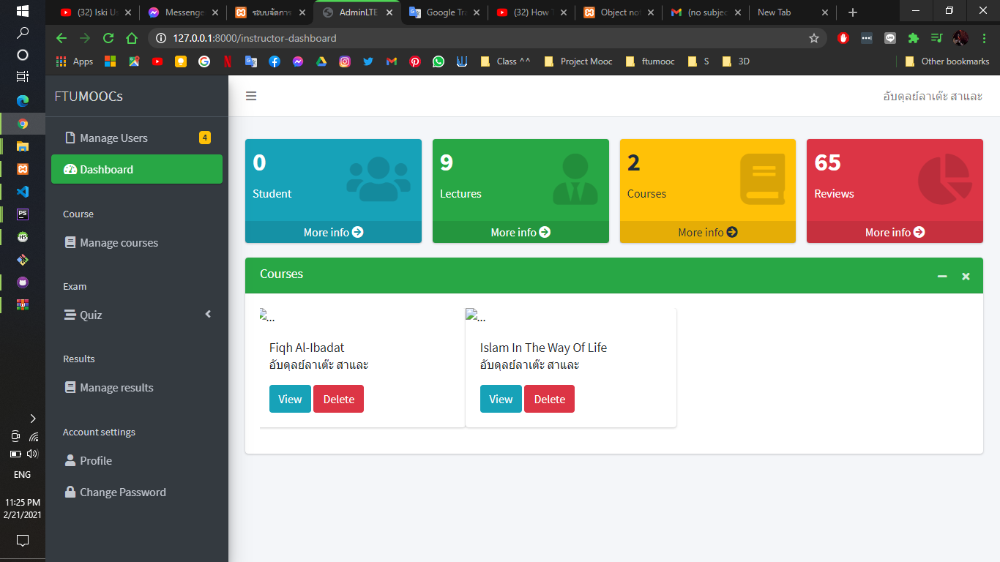 (32) Iski Us
Messenge
ระบบจัดการ
AdminLTE
Google Tra
(32) How T
Object not
(no subjec
New Tab
127.0.0.1:8000/instructor-dashboard
Apps
Class ^^
Project Mooc
ftumooc
S
3D
Other bookmarks
FTUMOOCs
อับดุลย์ลาเต๊ะ สาและ
Manage Users
4
Dashboard
Course
Manage courses
Exam
Quiz
Results
Manage results
Account settings
Profile
Change Password
0
Student
More info
9
Lectures
More info
2
Courses
More info
65
Reviews
More info
Courses
...
Fiqh Al-Ibadat
อับดุลย์ลาเต๊ะ สาและ
View Delete
...
Islam In The Way Of Life
อับดุลย์ลาเต๊ะ สาและ
View Delete
ENG
11:25 PM
2/21/2021